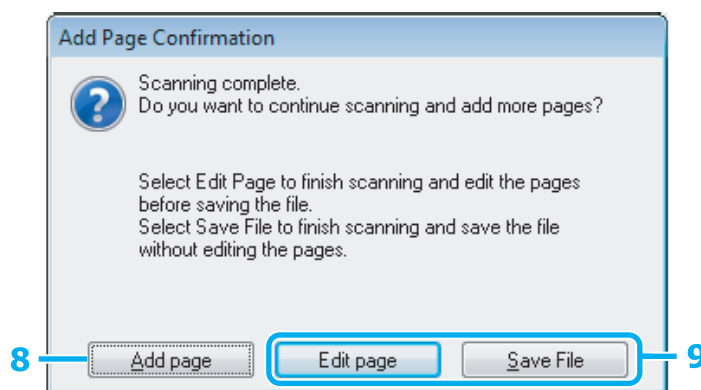 Add Page Confirmation
Scanning complete.
Do you want to continue scanning and add more pages?
Select Edit Page to finish scanning and edit the pages
before saving the file.
Select Save File to finish scanning and save the file
without editing the pages.
8 Add page Edit page Save File 9